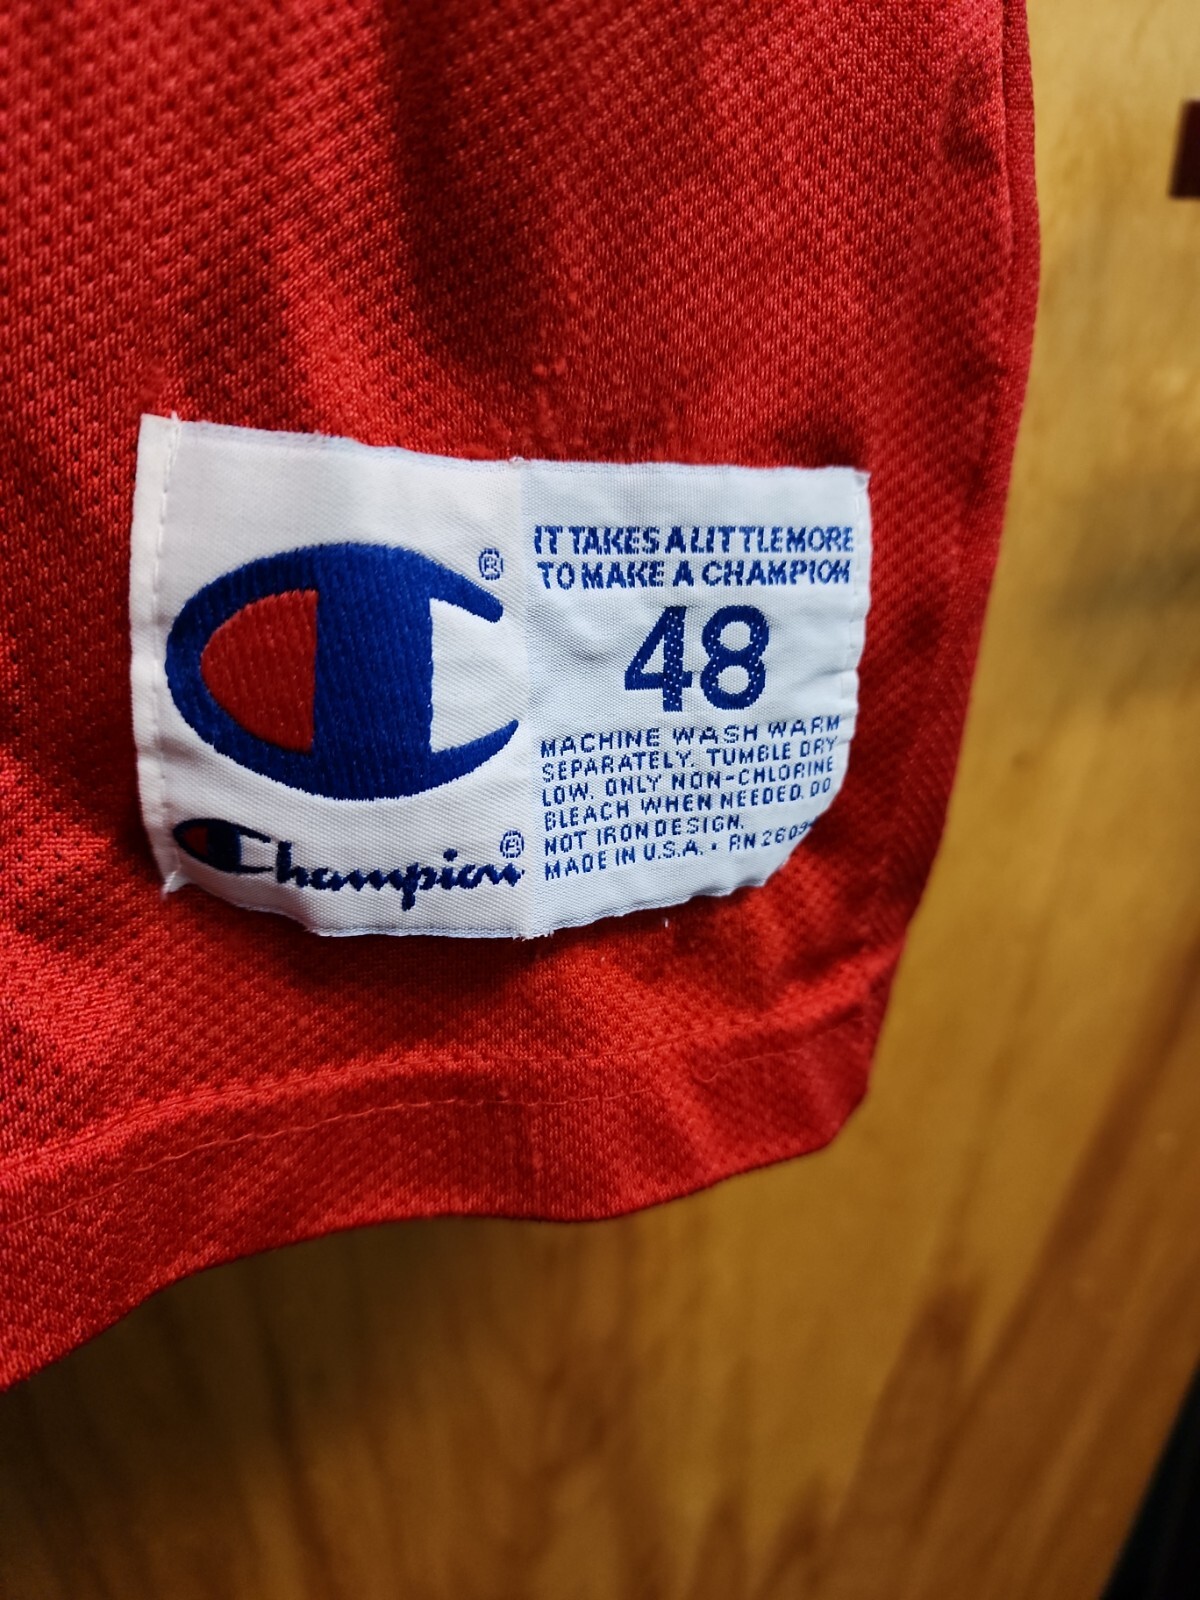 ®
IT TAKES A LITTLE MORE
TO MAKE A CHAMPION
48
MACHINE WASH WARM
SEPARATELY. TUMBLE DRY
LOW. ONLY NON-CHLORINE
BLEACH WHEN NEEDED. DO
NOT IRON DESIGN.
MADE IN U.S.A. • RN
Champion®